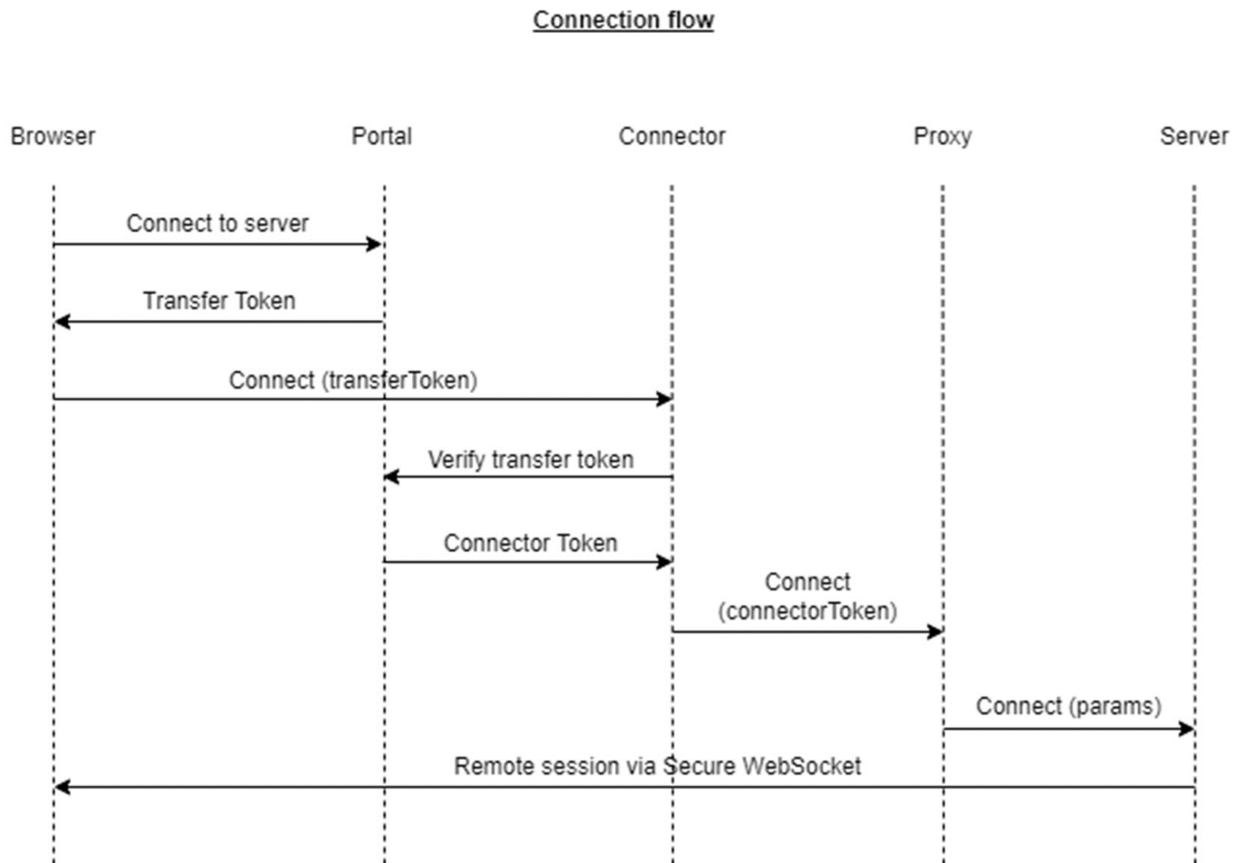 Connection flow
Browser
Portal
Connector
Proxy
Server
Connect to server
Transfer Token
Connect (transferToken)
Verify transfer token
Connector Token
Connect
(connectorToken)
Connect (params)
Remote session via Secure WebSocket